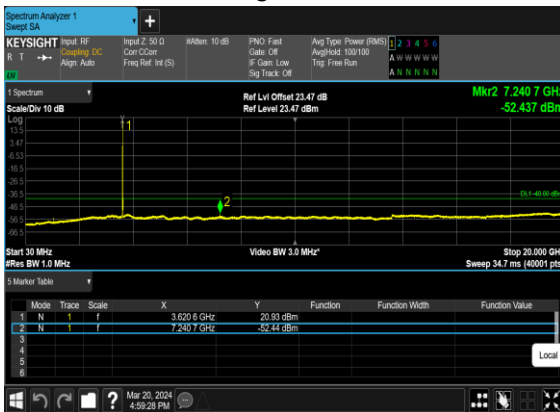 Spectrum Analyzer 1
Swept SA
KEYSIGHT Input: RF Input Z: 50 Ω #Atten: 10 dB PNO: Fast Avg Type: Power (RMS) 1 2 3 4 5 6
R T Coupling: DC Corr CCorr Gate: Off Avg|Hold: 100/100 A W W W W W
Align: Auto Freq Ref: Int (S) IF Gain: Low Trig: Free Run
Sig Track: Off A N N N N N
1 Spectrum Ref Lvl Offset 23.47 dB Mkr2 7.240 7 GHz
Scale/Div 10 dB Ref Level 23.47 dBm -52.437 dBm
Log
1
13.5
3.47
-6.53
-16.5
-26.5
-36.5 DL1 -40.00 dBm
2
-46.5
-56.5
-66.5
Start 30 MHz Video BW 3.0 MHz* Stop 20.000 GH
#Res BW 1.0 MHz Sweep 34.7 ms (40001 pts
5 Marker Table
Mode Trace Scale X Y Function Function Width Function Value
1 N 1 f 3.620 6 GHz 20.93 dBm
2 N 1 f 7.240 7 GHz -52.44 dBm
3
4
5
6
Local
? Mar 20, 2024
4:59:28 PM